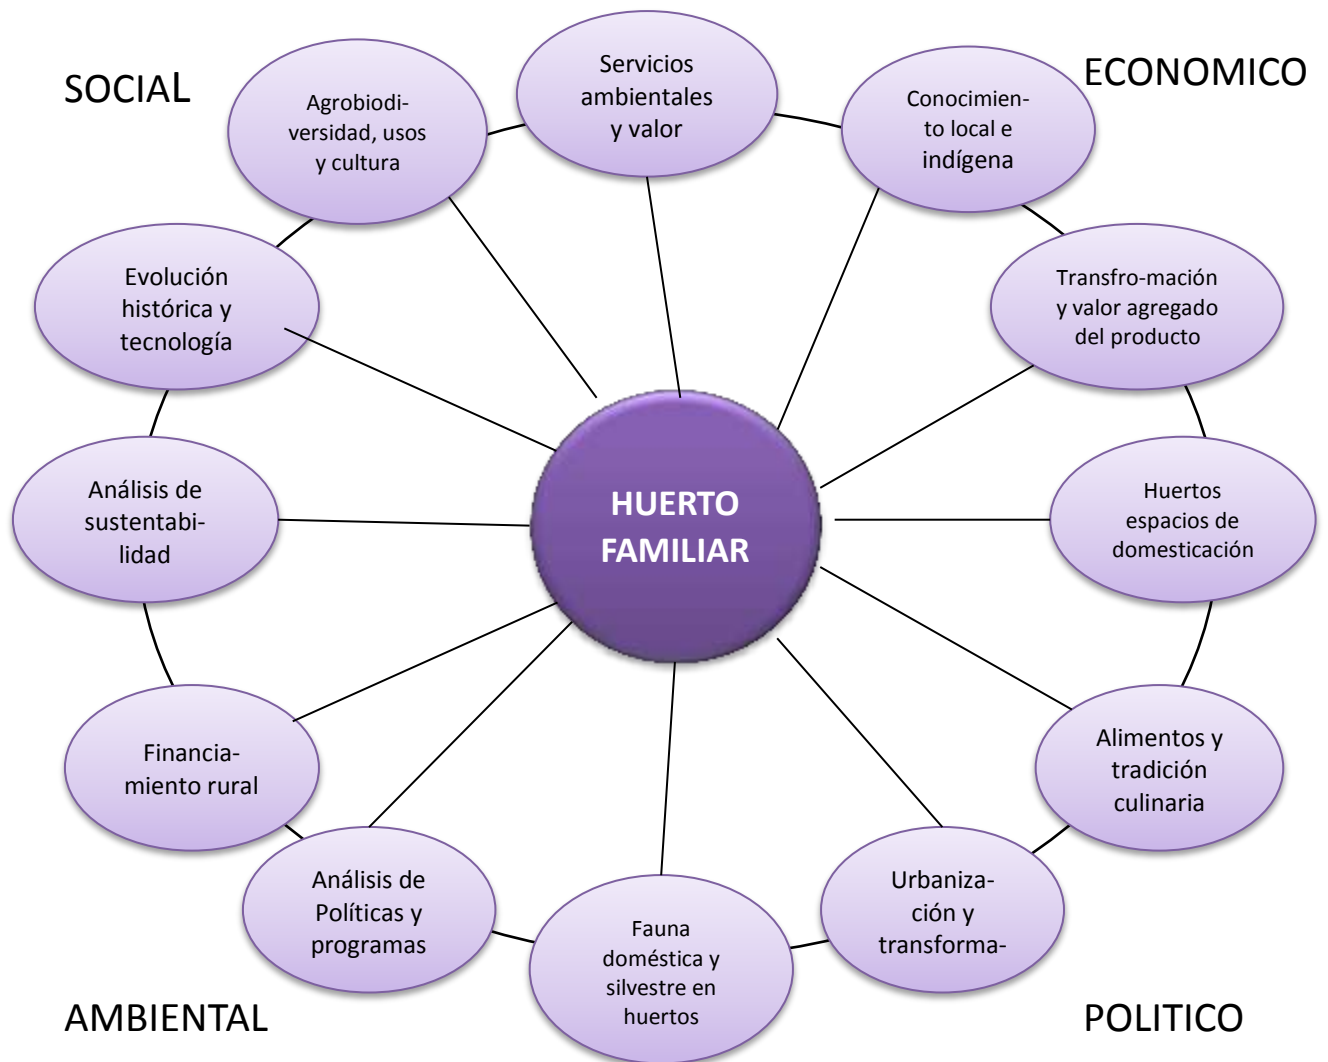 SOCIAL
ECONOMICO
Servicios
ambientales
y valor
Agrobiodi-
versidad, usos
y cultura
Conocimien-
to local e
indígena
Evolución
histórica y
tecnología
Transfro-mación
y valor agregado
del producto
Análisis de
sustentabi-
lidad
HUERTO
FAMILIAR
Huertos
espacios de
domesticación
Financia-
miento rural
Alimentos y
tradición
culinaria
Análisis de
Políticas y
programas
Fauna
doméstica y
silvestre en
huertos
Urbaniza-
ción y
transforma-
AMBIENTAL
POLITICO